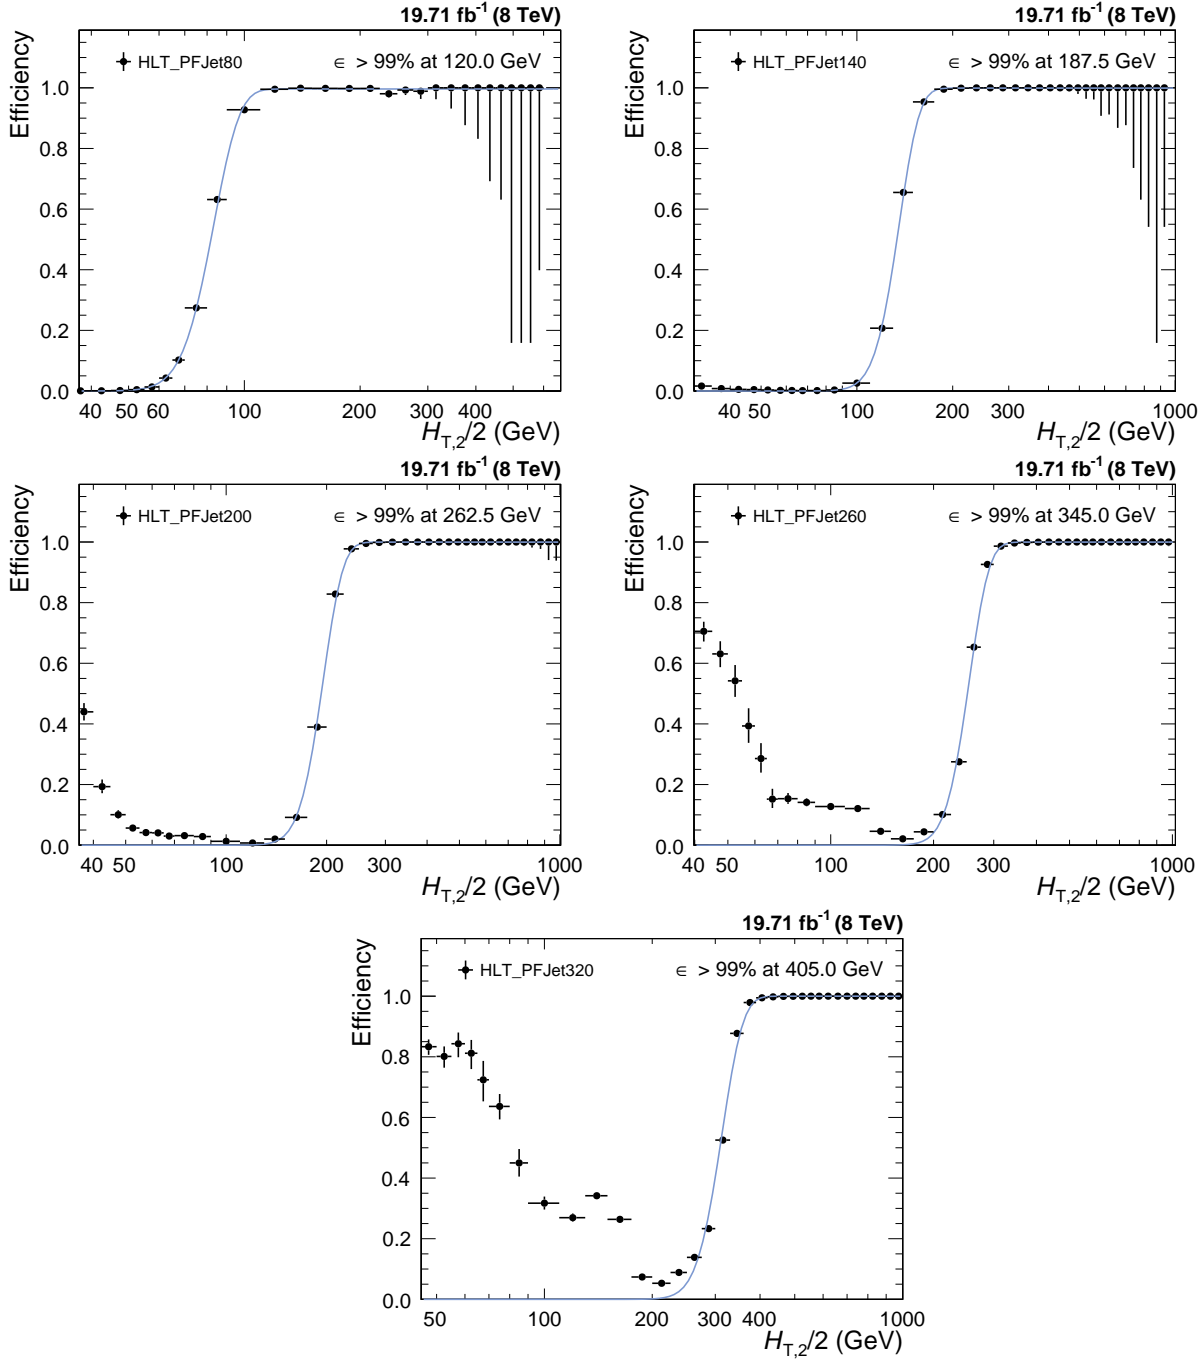 19.71 fb⁻¹ (8 TeV)
Efficiency
HLT_PFJet80
∈ > 99% at 120.0 GeV
1.0
0.8
0.6
0.4
0.2
0.0
40 50 60 100 200 300 400
H_T,2/2 (GeV)
19.71 fb⁻¹ (8 TeV)
Efficiency
HLT_PFJet140
∈ > 99% at 187.5 GeV
1.0
0.8
0.6
0.4
0.2
0.0
40 50 100 200 300 1000
H_T,2/2 (GeV)
19.71 fb⁻¹ (8 TeV)
Efficiency
HLT_PFJet200
∈ > 99% at 262.5 GeV
1.0
0.8
0.6
0.4
0.2
0.0
40 50 100 200 300 1000
H_T,2/2 (GeV)
19.71 fb⁻¹ (8 TeV)
Efficiency
HLT_PFJet260
∈ > 99% at 345.0 GeV
1.0
0.8
0.6
0.4
0.2
0.0
40 50 100 200 300 1000
H_T,2/2 (GeV)
19.71 fb⁻¹ (8 TeV)
Efficiency
HLT_PFJet320
∈ > 99% at 405.0 GeV
1.0
0.8
0.6
0.4
0.2
0.0
50 100 200 300 400 1000
H_T,2/2 (GeV)